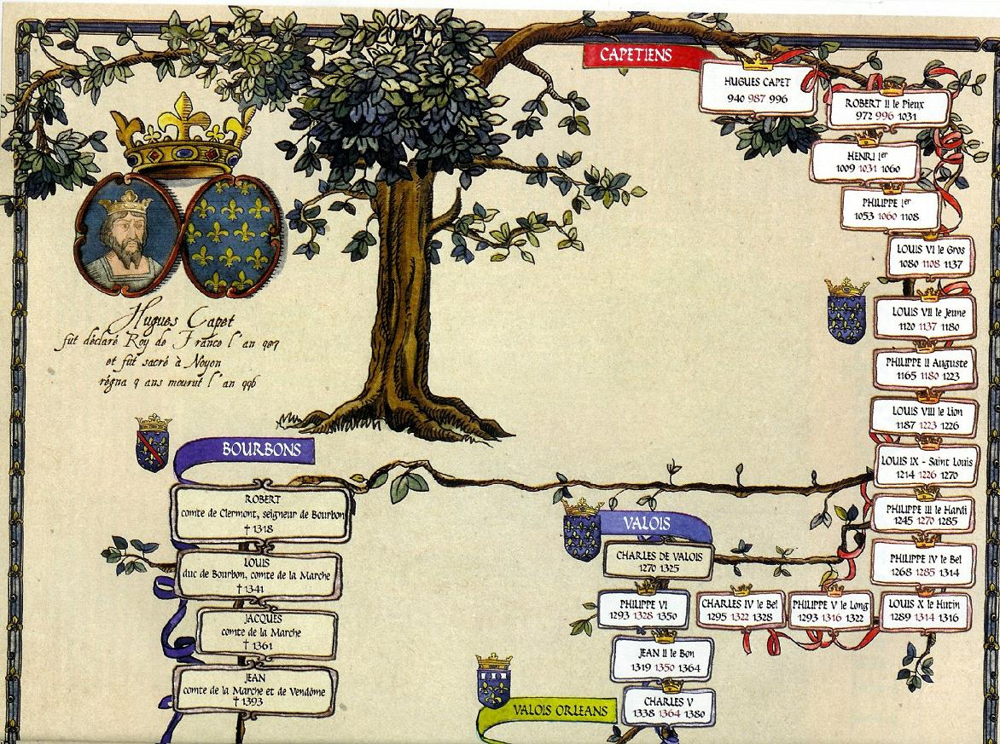 CAPETIENS
HUGUES CAPET
940 987 996
ROBERT II le Pieux
972 996 1031
HENRI Ier
1009 1031 1060
PHILIPPE Ier
1053 1060 1108
LOUIS VI le Gros
1080 1108 1137
LOUIS VII le Jeune
1120 1137 1180
PHILIPPE II Auguste
1165 1180 1223
LOUIS VIII le Lion
1187 1223 1226
LOUIS IX - Saint Louis
1214 1226 1270
PHILIPPE III le Hardi
1245 1270 1285
PHILIPPE IV le Bel
1268 1285 1314
LOUIS X le Hutin
1289 1314 1316
PHILIPPE V le Long
1293 1316 1322
CHARLES IV le Bel
1295 1322 1328
Hugues Capet
fut déclaré Roy de France l'an 987
et fut sacré à Noyon
régna 9 ans mourut l'an 996
BOURBONS
ROBERT
comte de Clermont, seigneur de Bourbon
† 1318
LOUIS
duc de Bourbon, comte de la Marche
† 1341
JACQUES
comte de la Marche
† 1361
JEAN
comte de la Marche et de Vendôme
† 1393
VALOIS
CHARLES DE VALOIS
1270 1325
PHILIPPE VI
1293 1328 1350
JEAN II le Bon
1319 1350 1364
CHARLES V
1338 1364 1380
VALOIS ORLEANS